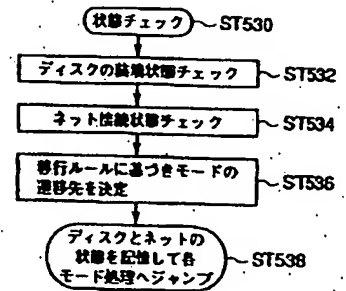 状態チェック ST530
ディスクの装填状態チェック ST532
ネット接続状態チェック ST534
移行ルールに基づきモードの
遷移先を決定 ST536
ディスクとネットの
状態を記憶して各
モード処理へジャンプ ST538